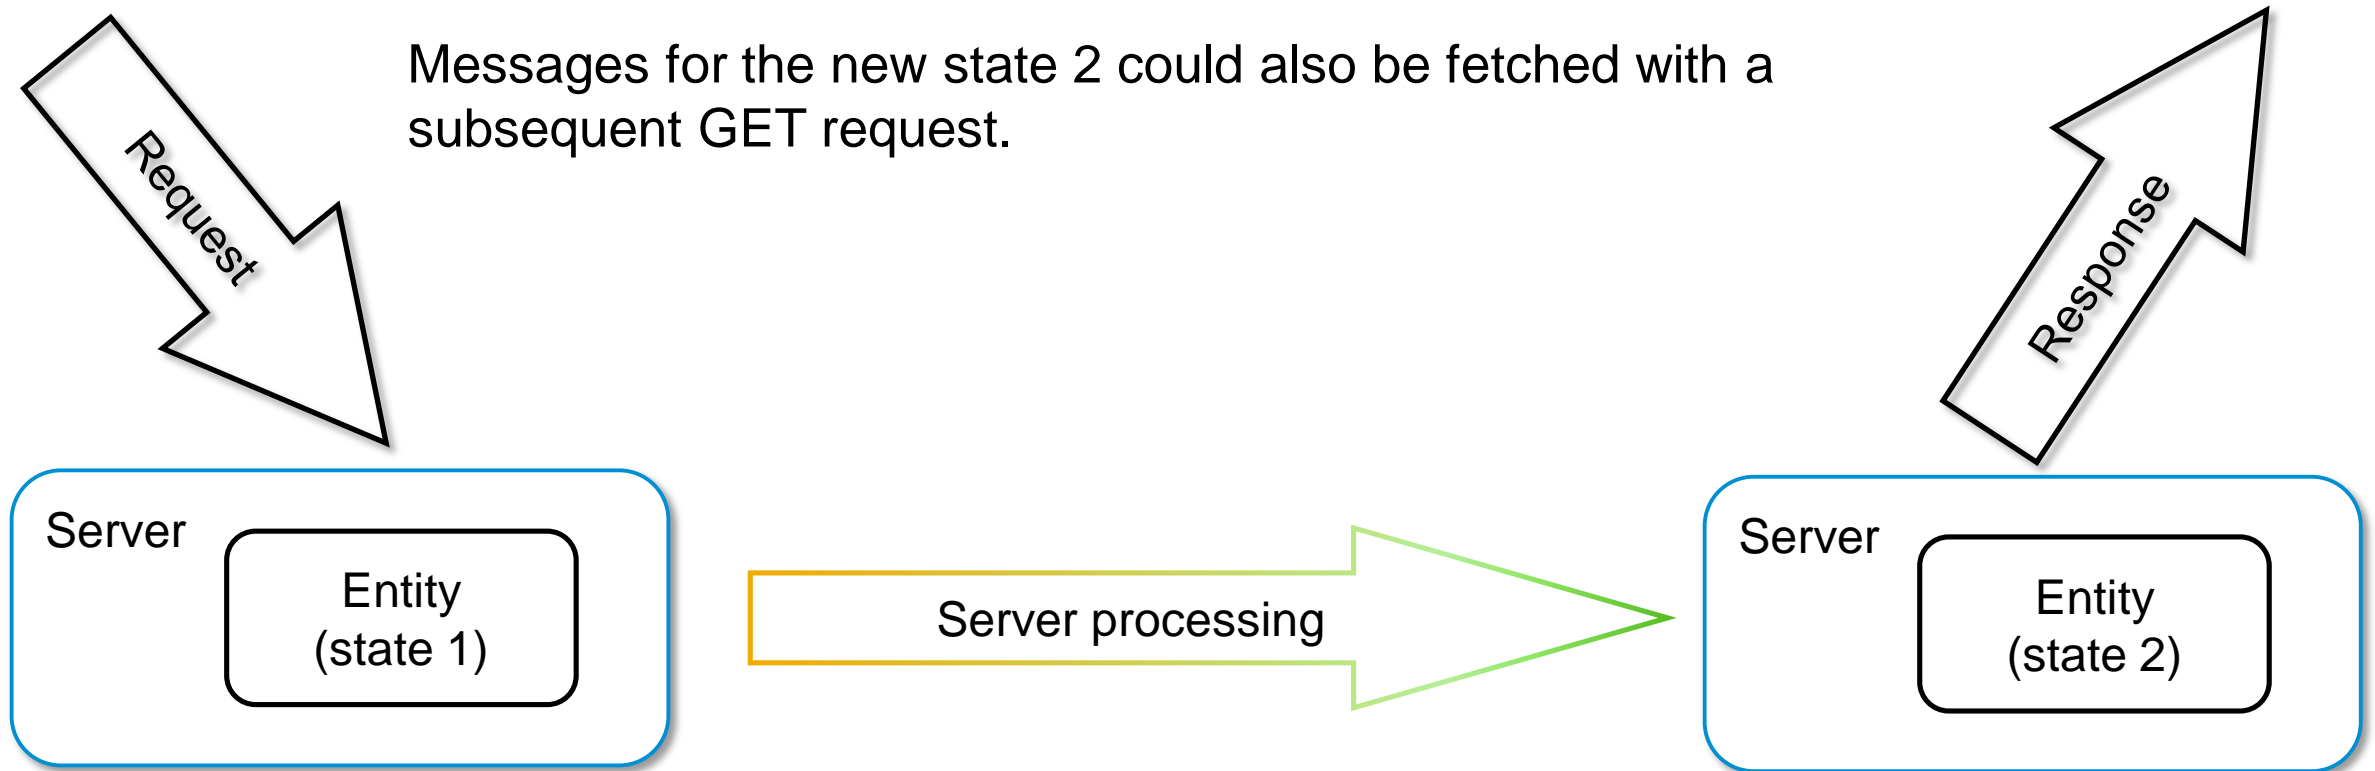 Messages for the new state 2 could also be fetched with a
subsequent GET request.
Request
Response
Server
Entity
(state 1)
Server processing
Server
Entity
(state 2)